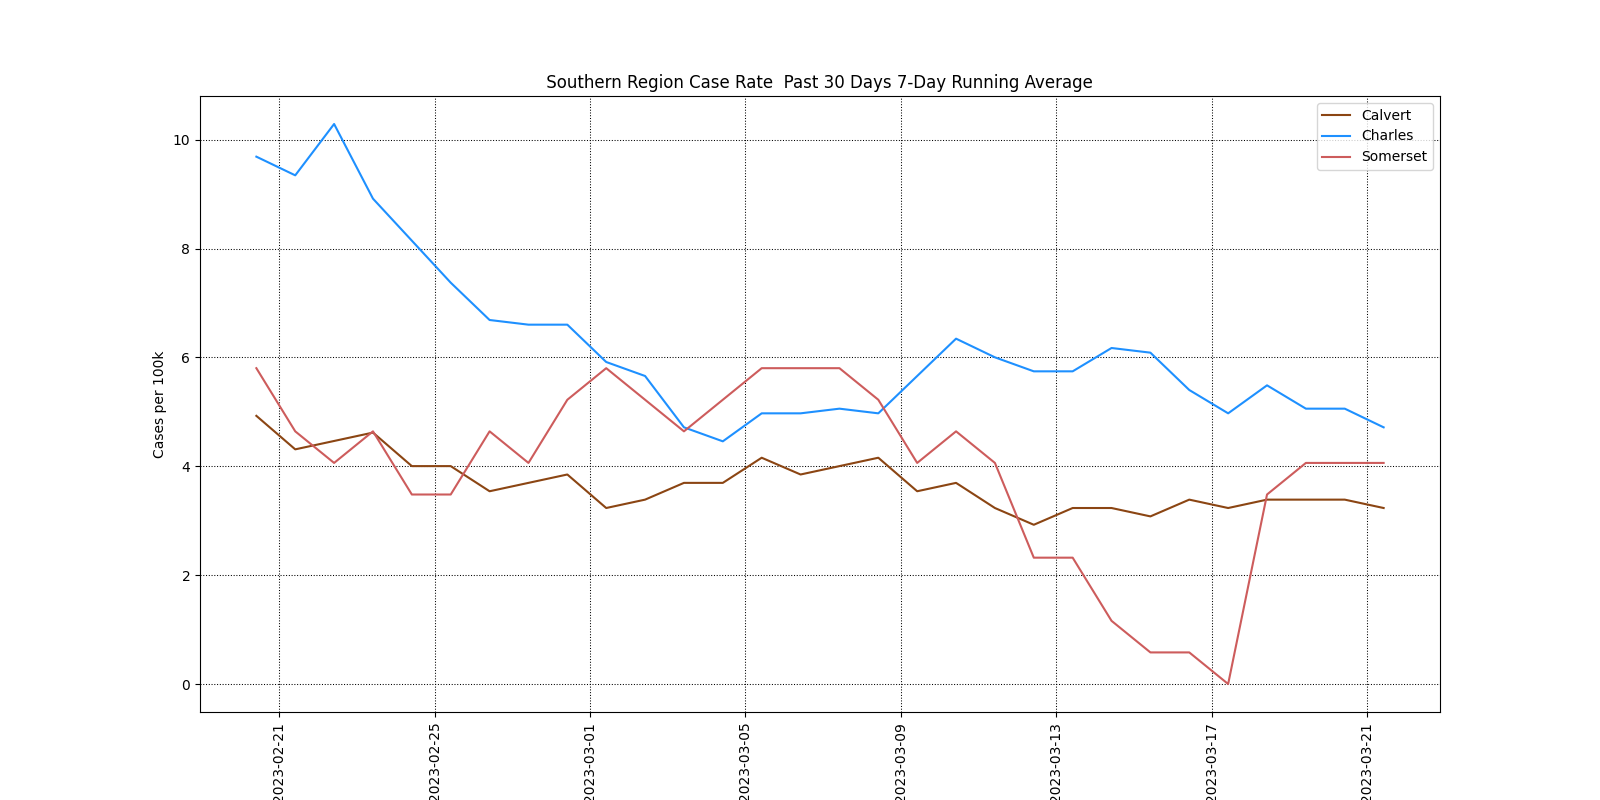 Southern Region Case Rate  Past 30 Days 7-Day Running Average
Calvert
Charles
Somerset
Cases per 100k
10
8
6
4
2
0
2023-02-21
2023-02-25
2023-03-01
2023-03-05
2023-03-09
2023-03-13
2023-03-17
2023-03-21